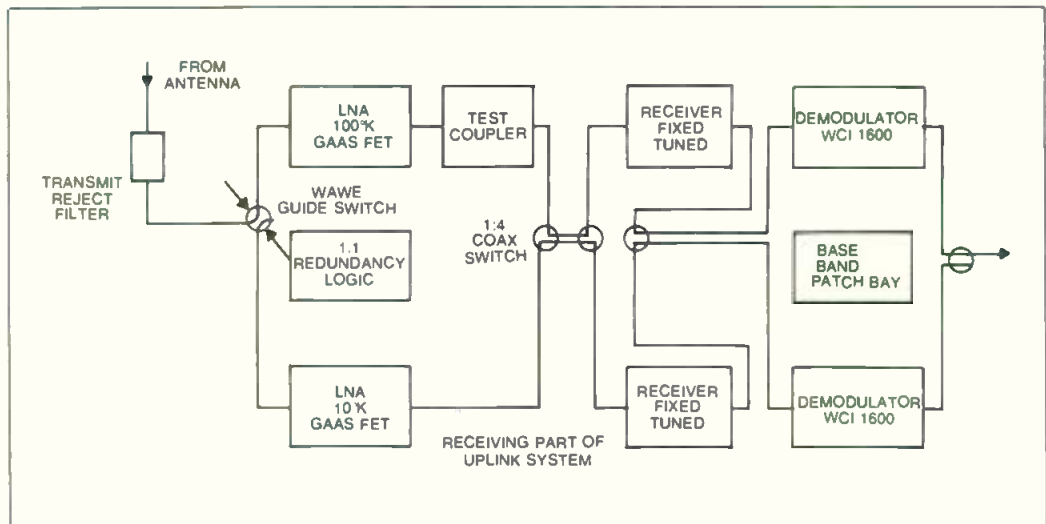 FROM
ANTENNA
TRANSMIT
REJECT
FILTER
LNA
100°K
GAAS FET
TEST
COUPLER
WAWE
GUIDE SWITCH
1.1
REDUNDANCY
LOGIC
LNA
10°K
GAAS FET
1:4
COAX
SWITCH
RECEIVER
FIXED
TUNED
RECEIVER
FIXED
TUNED
DEMODULATOR
WCI 1600
BASE
BAND
PATCH BAY
DEMODULATOR
WCI 1600
RECEIVING PART OF
UPLINK SYSTEM